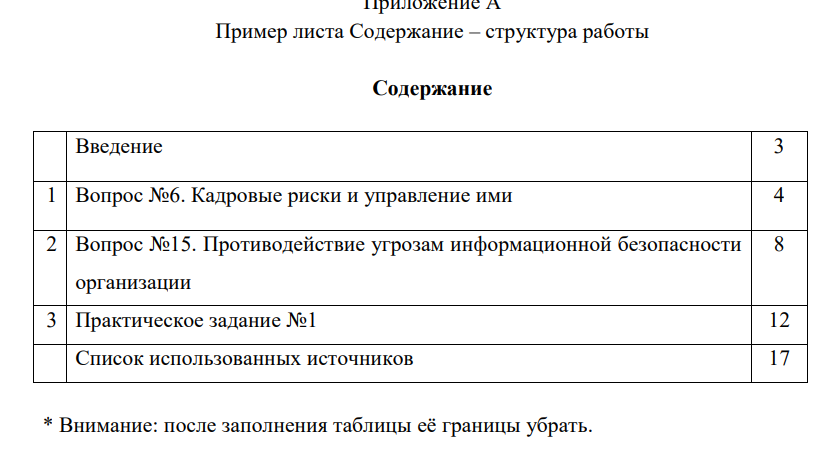 Приложение А
Пример листа Содержание – структура работы
Содержание
Введение 3
1 Вопрос №6. Кадровые риски и управление ими 4
2 Вопрос №15. Противодействие угрозам информационной безопасности 8
организации
3 Практическое задание №1 12
Список использованных источников 17
* Внимание: после заполнения таблицы её границы убрать.